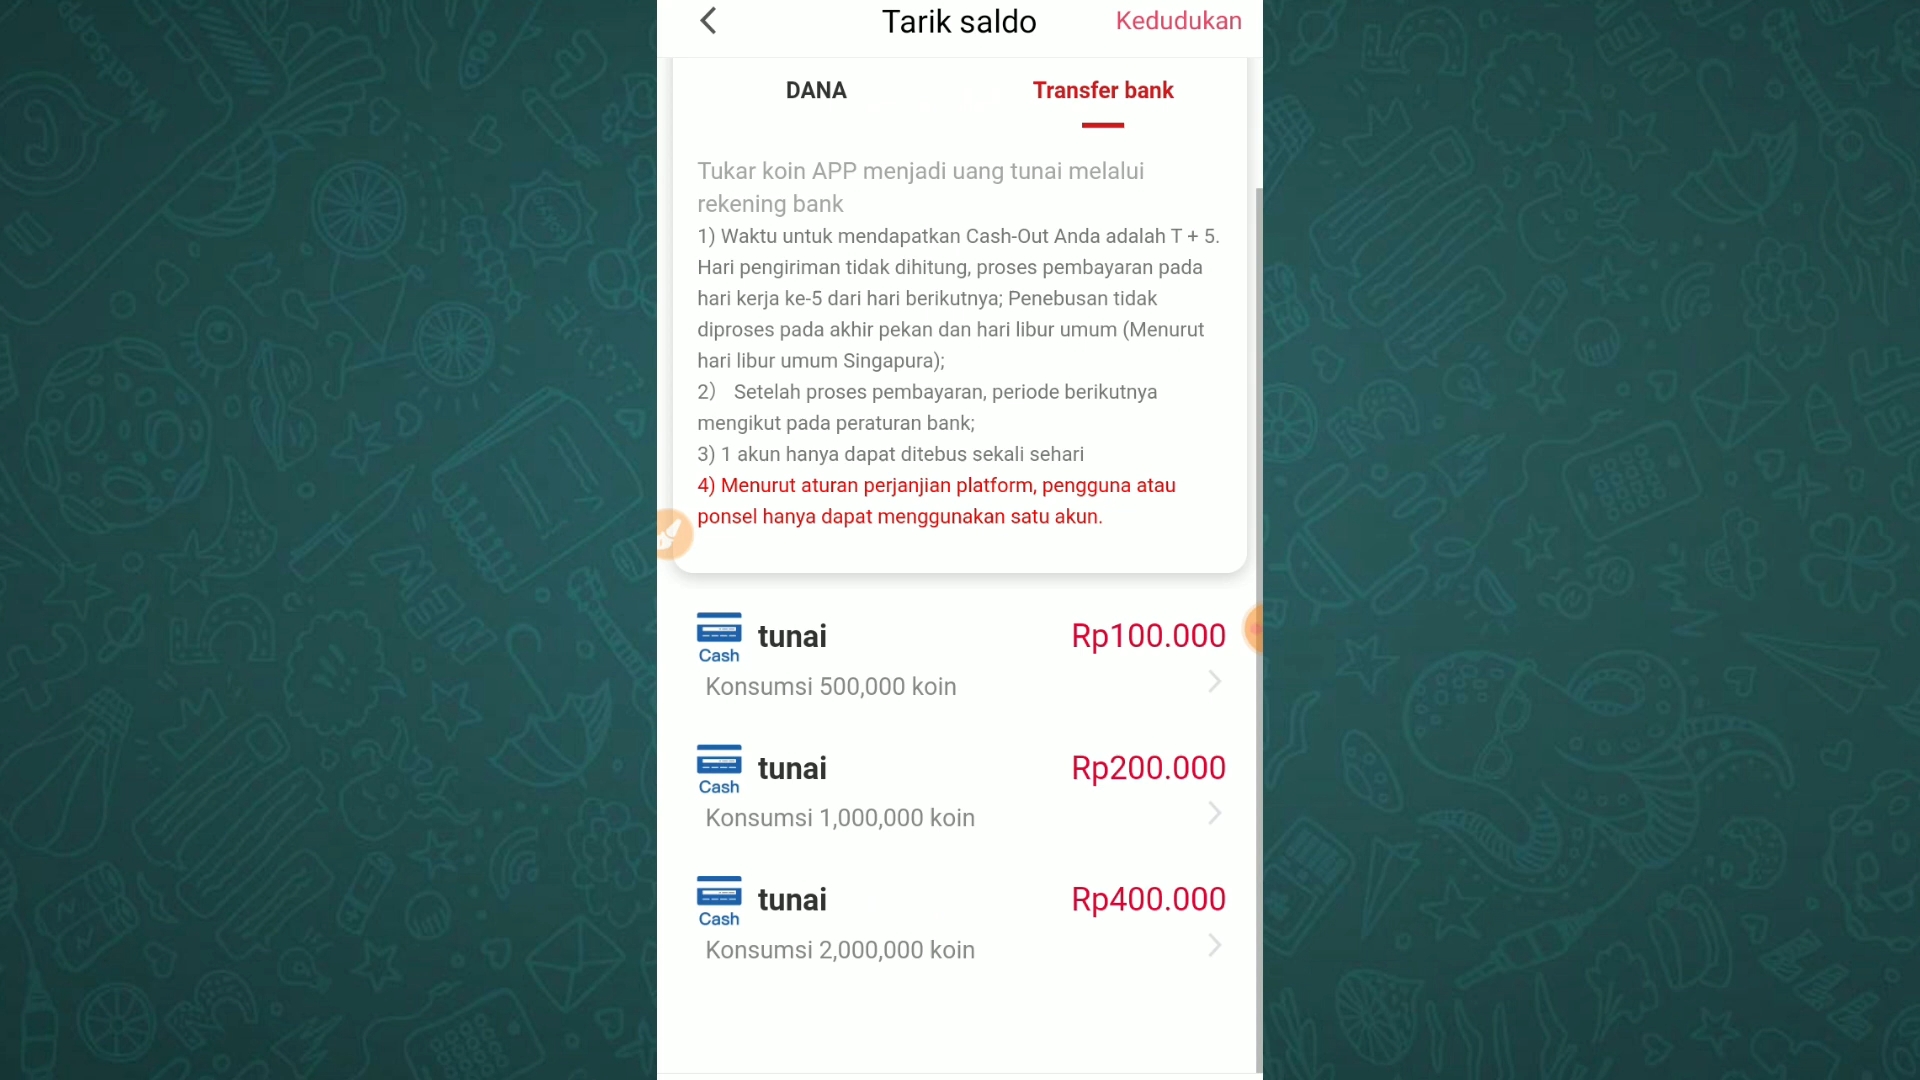 Tarik saldo
Kedudukan
DANA
Transfer bank
Tukar koin APP menjadi uang tunai melalui
rekening bank
1) Waktu untuk mendapatkan Cash-Out Anda adalah T + 5.
Hari pengiriman tidak dihitung, proses pembayaran pada
hari kerja ke-5 dari hari berikutnya; Penebusan tidak
diproses pada akhir pekan dan hari libur umum (Menurut
hari libur umum Singapura);
2） Setelah proses pembayaran, periode berikutnya
mengikut pada peraturan bank;
3) 1 akun hanya dapat ditebus sekali sehari
4) Menurut aturan perjanjian platform, pengguna atau
ponsel hanya dapat menggunakan satu akun.
Cash
tunai
Rp100.000
Konsumsi 500,000 koin
Cash
tunai
Rp200.000
Konsumsi 1,000,000 koin
Cash
tunai
Rp400.000
Konsumsi 2,000,000 koin